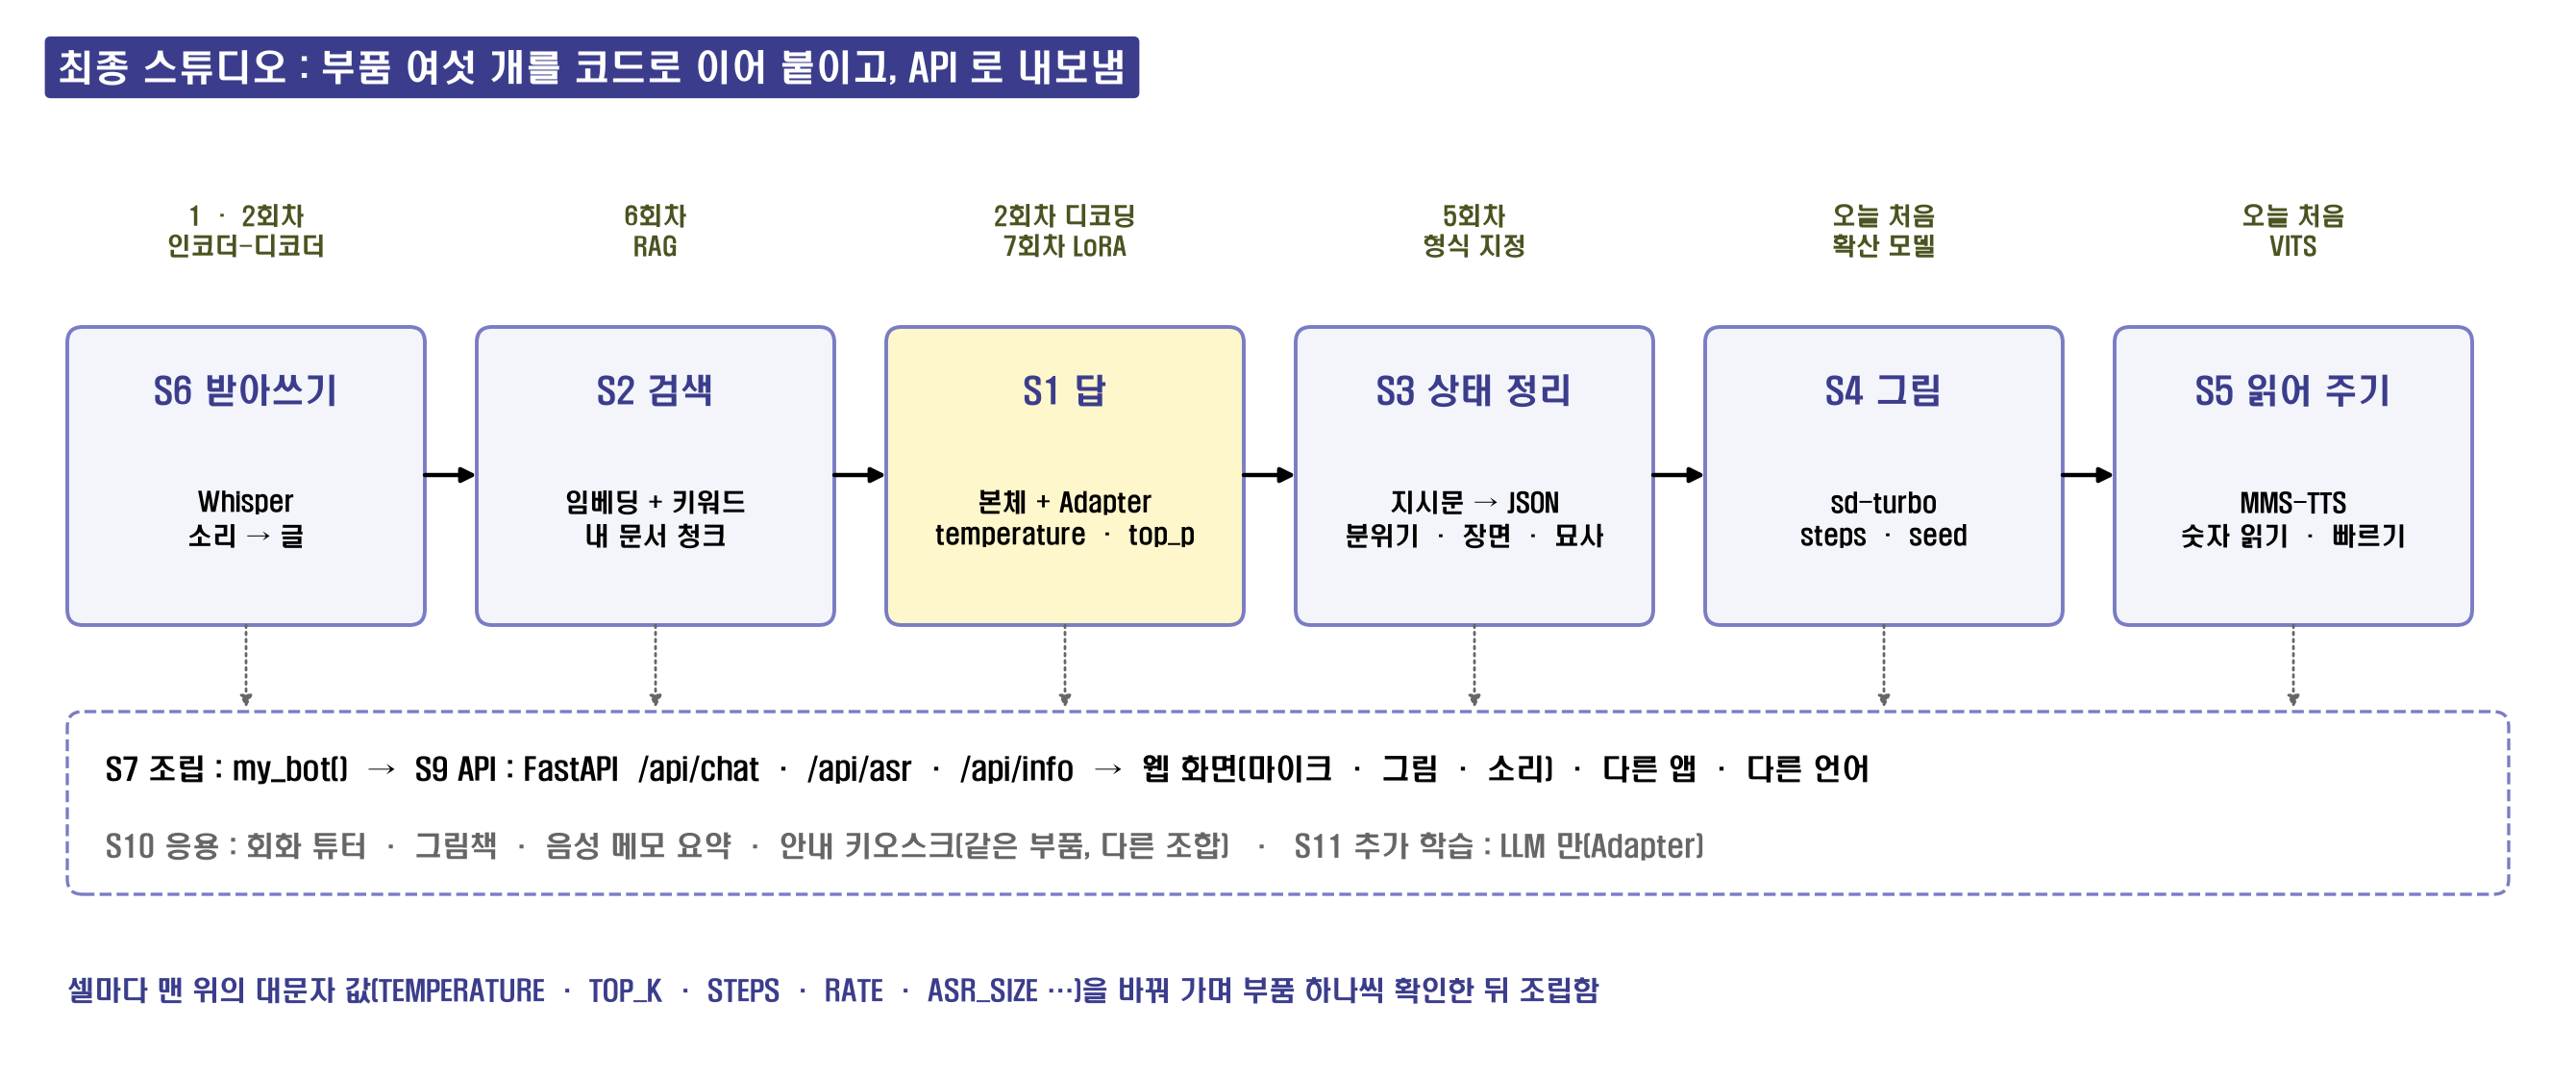 최종 스튜디오 : 부품 여섯 개를 코드로 이어 붙이고, API 로 내보냄
1 · 2회차
인코더-디코더
6회차
RAG
2회차 디코딩
7회차 LoRA
5회차
형식 지정
오늘 처음
확산 모델
오늘 처음
VITS
S6 받아쓰기
Whisper
소리 → 글
S2 검색
임베딩 + 키워드
내 문서 청크
S1 답
본체 + Adapter
temperature · top_p
S3 상태 정리
지시문 → JSON
분위기 · 장면 · 묘사
S4 그림
sd-turbo
steps · seed
S5 읽어 주기
MMS-TTS
숫자 읽기 · 빠르기
S7 조립 : my_bot() → S9 API : FastAPI /api/chat · /api/asr · /api/info → 웹 화면(마이크 · 그림 · 소리) · 다른 앱 · 다른 언어
S10 응용 : 회화 튜터 · 그림책 · 음성 메모 요약 · 안내 키오스크(같은 부품, 다른 조합) · S11 추가 학습 : LLM 만(Adapter)
셀마다 맨 위의 대문자 값(TEMPERATURE · TOP_K · STEPS · RATE · ASR_SIZE ···)을 바꿔 가며 부품 하나씩 확인한 뒤 조립함